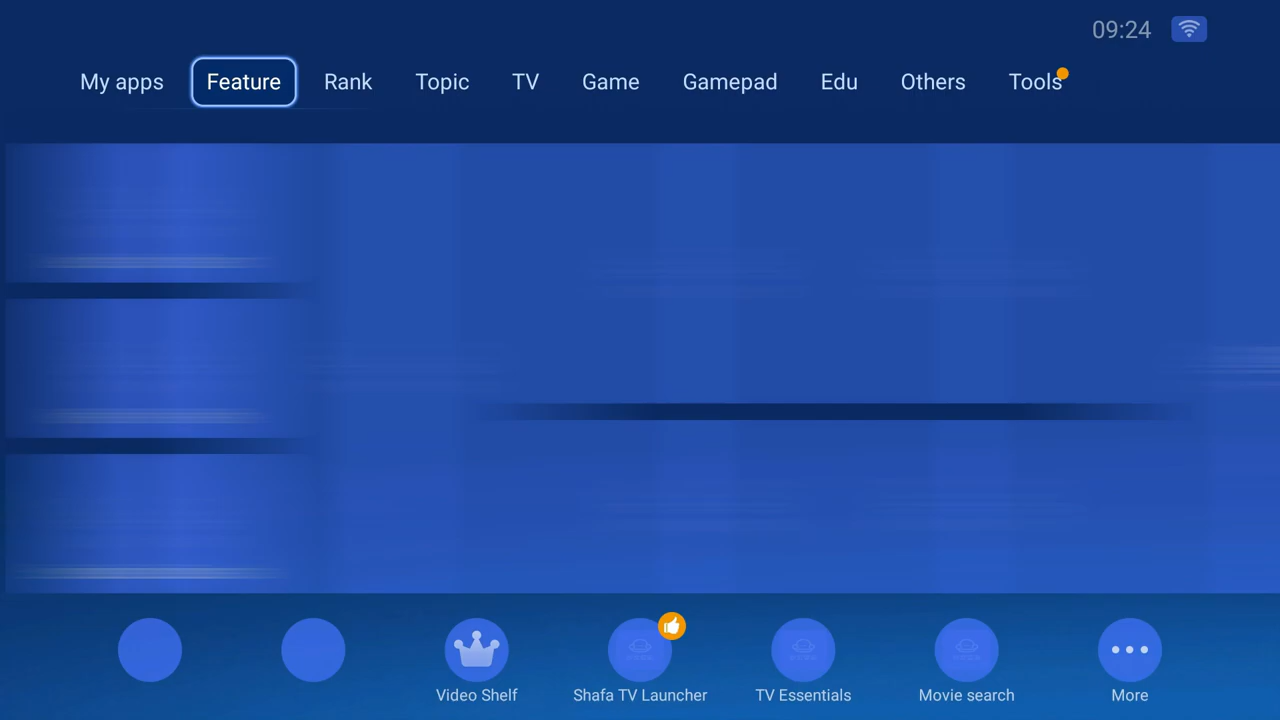 09:24
My apps Feature Rank Topic TV Game Gamepad Edu Others Tools
Video Shelf Shafa TV Launcher TV Essentials Movie search More